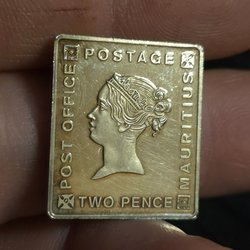 POSTAGE
POST OFFICE
MAURITIUS
TWO PENCE